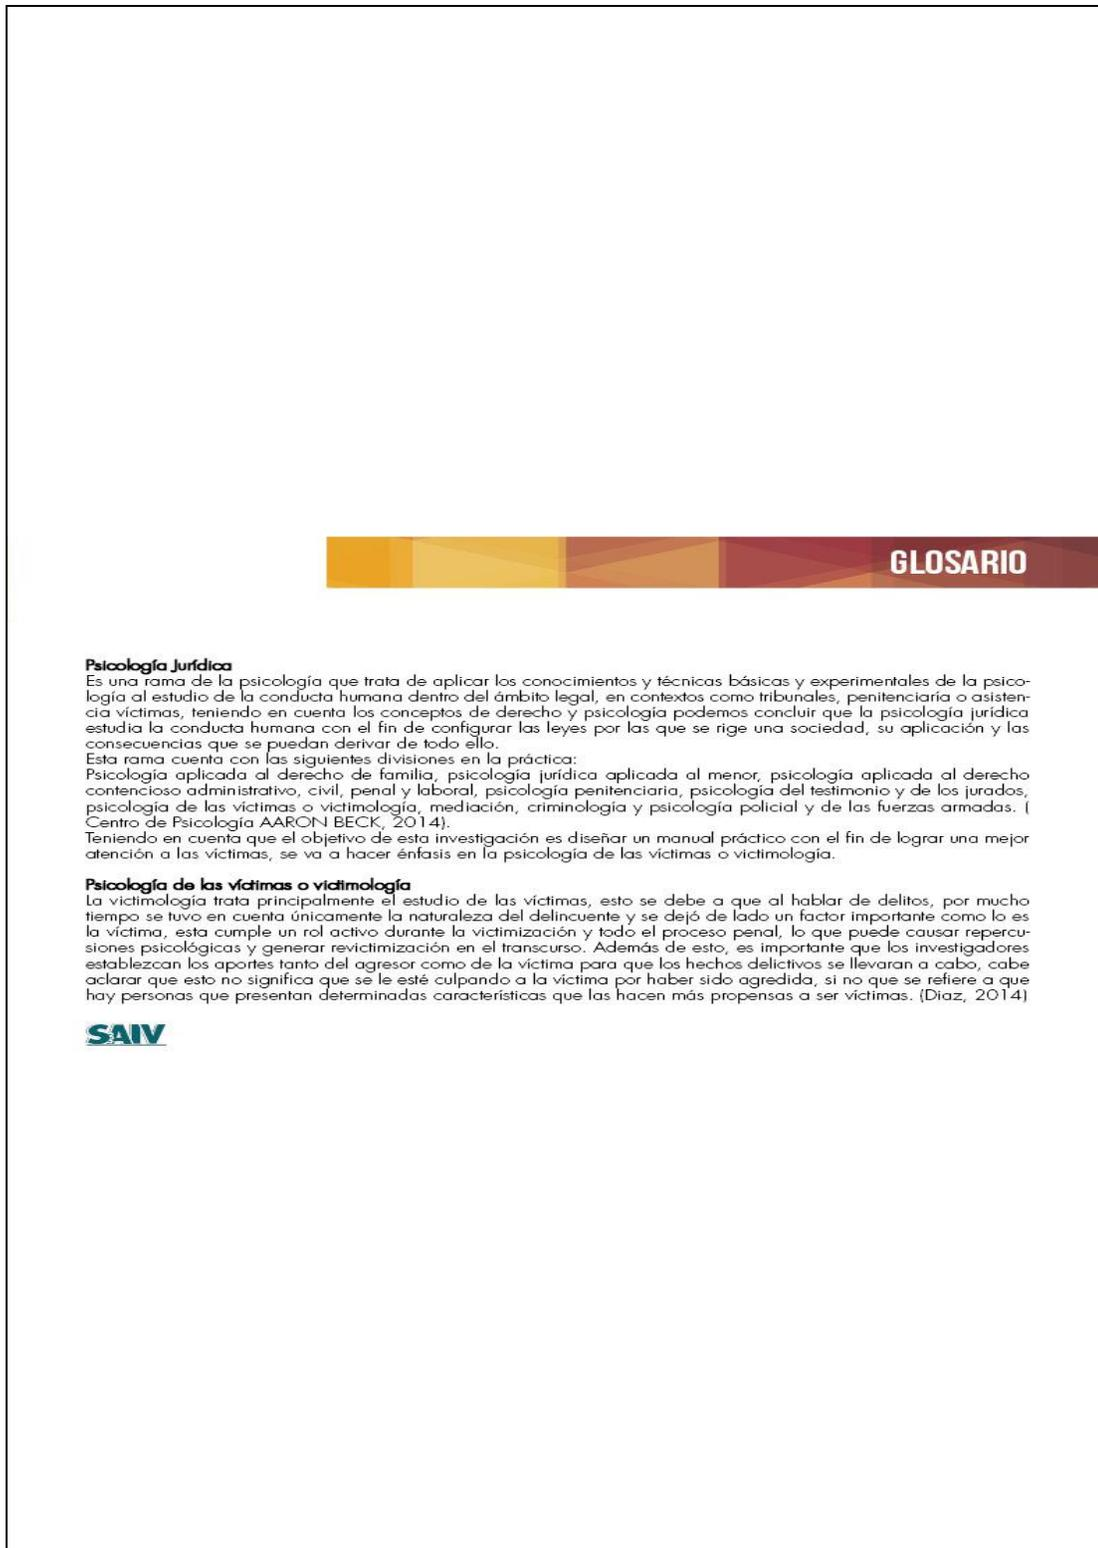 GLOSARIO
Psicología Jurídica
Es una rama de la psicología que trata de aplicar los conocimientos y técnicas básicas y experimentales de la psico-
logía al estudio de la conducta humana dentro del ámbito legal, en contextos como tribunales, penitenciaría o asisten-
cia víctimas, teniendo en cuenta los conceptos de derecho y psicología podemos concluir que la psicología jurídica
estudia la conducta humana con el fin de configurar las leyes por las que se rige una sociedad, su aplicación y las
consecuencias que se puedan derivar de todo ello.
Esta rama cuenta con las siguientes divisiones en la práctica:
Psicología aplicada al derecho de familia, psicología jurídica aplicada al menor, psicología aplicada al derecho
contencioso administrativo, civil, penal y laboral, psicología penitenciaria, psicología del testimonio y de los jurados,
psicología de las víctimas o victimología, mediación, criminología y psicología policial y de las fuerzas armadas. (
Centro de Psicología AARON BECK, 2014).
Teniendo en cuenta que el objetivo de esta investigación es diseñar un manual práctico con el fin de lograr una mejor
atención a las víctimas, se va a hacer énfasis en la psicología de las víctimas o victimología.
Psicología de las víctimas o victimología
La victimología trata principalmente el estudio de las víctimas, esto se debe a que al hablar de delitos, por mucho
tiempo se tuvo en cuenta únicamente la naturaleza del delincuente y se dejó de lado un factor importante como lo es
la víctima, esta cumple un rol activo durante la victimización y todo el proceso penal, lo que puede causar repercu-
siones psicológicas y generar revictimización en el transcurso. Además de esto, es importante que los investigadores
establezcan los aportes tanto del agresor como de la víctima para que los hechos delictivos se llevaran a cabo, cabe
aclarar que esto no significa que se le esté culpando a la víctima por haber sido agredida, si no que se refiere a que
hay personas que presentan determinadas características que las hacen más propensas a ser víctimas. (Diaz, 2014)
SAIV